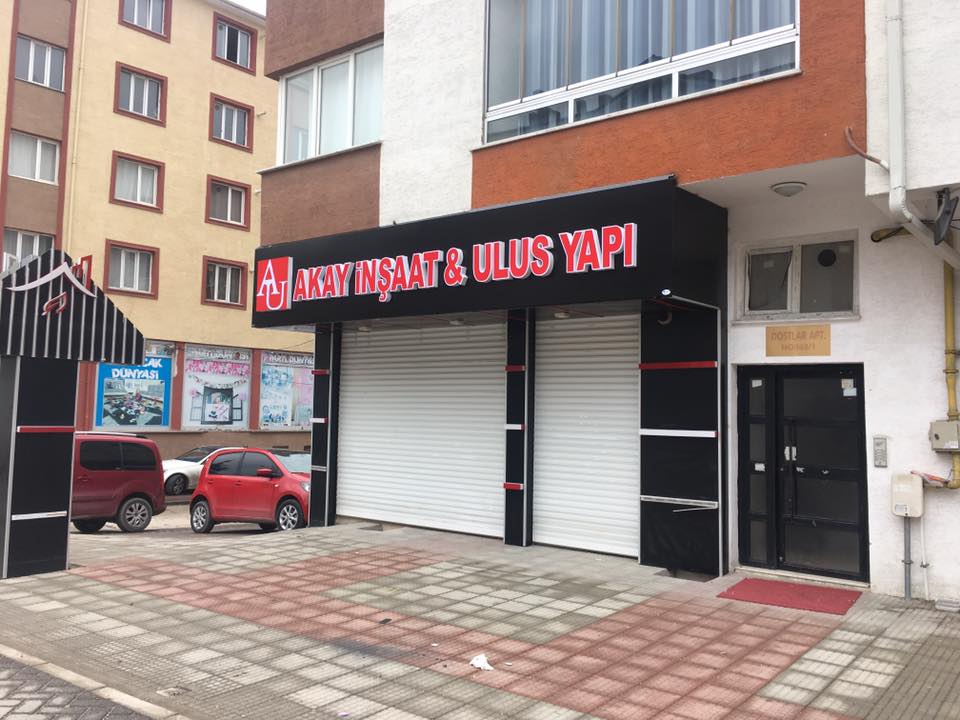 AU AKAY İNŞAAT & ULUS YAPI
DOSTLAR APT.
DÜNYASI